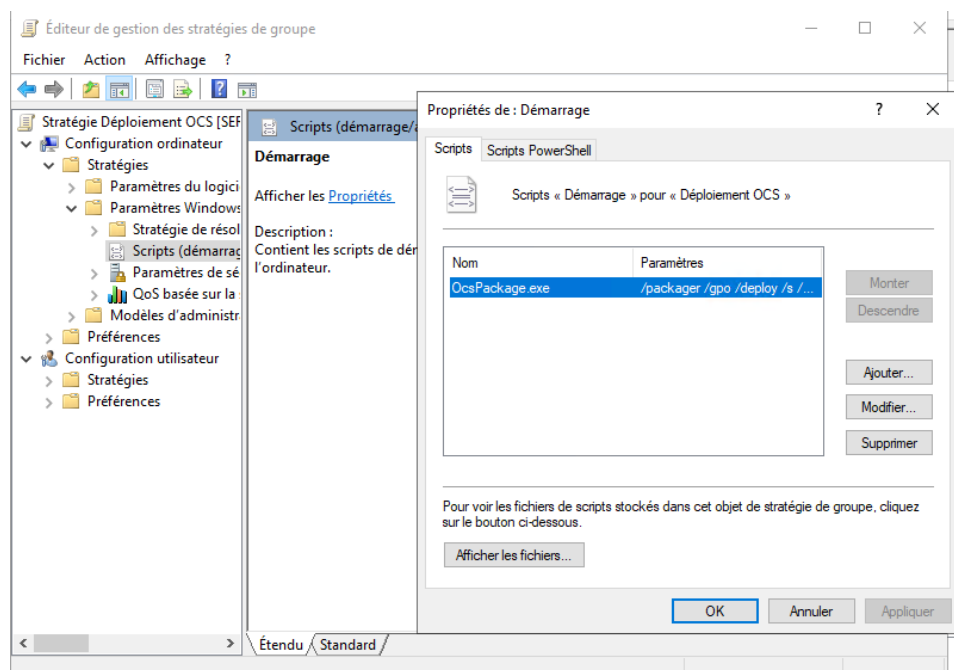 Éditeur de gestion des stratégies de groupe
Fichier Action Affichage ?
Stratégie Déploiement OCS [SER
Configuration ordinateur
Stratégies
Paramètres du logici
Paramètres Windows
Stratégie de résol
Scripts (démarrag
Paramètres de sé
QoS basée sur la
Modèles d'administr
Préférences
Configuration utilisateur
Stratégies
Préférences
Scripts (démarrage/a
Démarrage
Afficher les Propriétés
Description :
Contient les scripts de dér
l'ordinateur.
Étendu Standard
Propriétés de : Démarrage ? X
Scripts Scripts PowerShell
Scripts « Démarrage » pour « Déploiement OCS »
Nom Paramètres
OcsPackage.exe /packager /gpo /deploy /s /...
Monter
Descendre
Ajouter...
Modifier...
Supprimer
Pour voir les fichiers de scripts stockés dans cet objet de stratégie de groupe, cliquez
sur le bouton ci-dessous.
Afficher les fichiers...
OK Annuler Appliquer